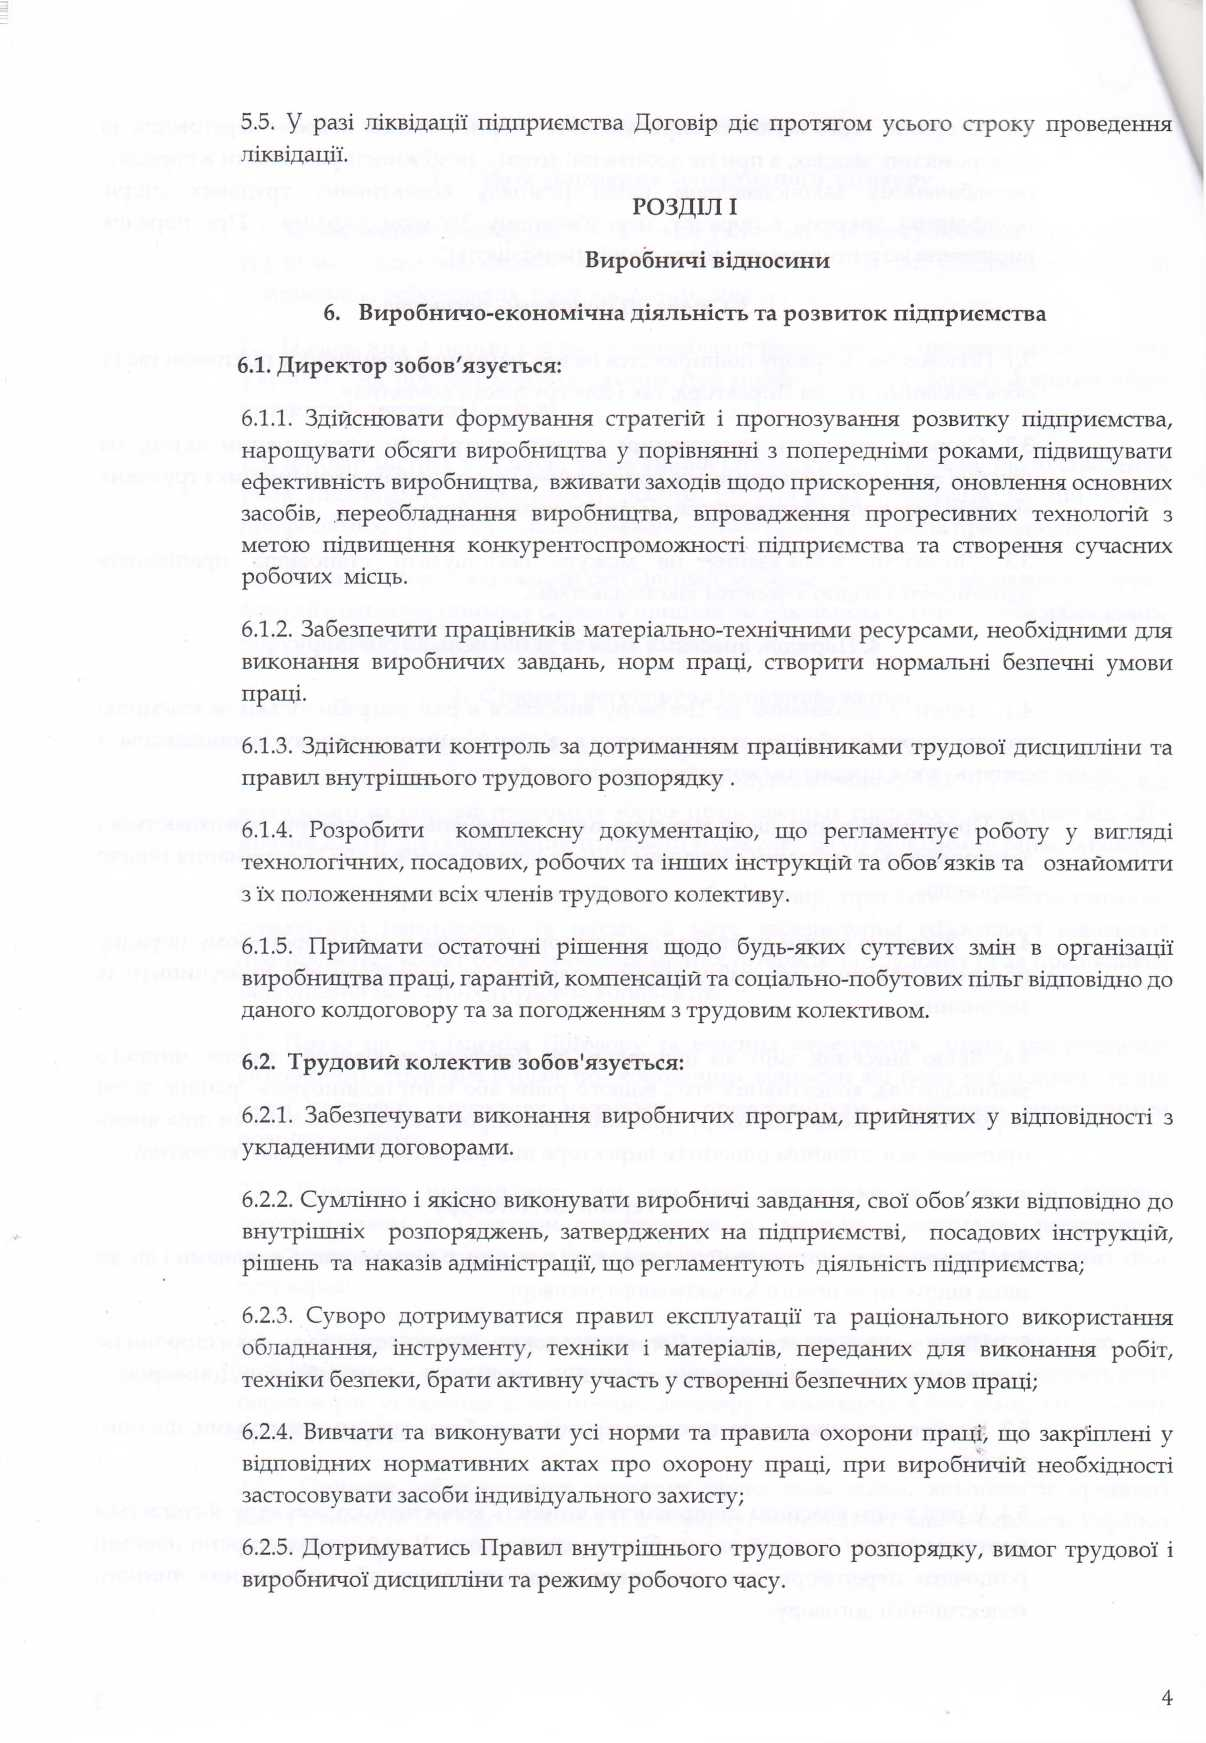 5.5. У разі ліквідації підприємства Договір діє протягом усього строку проведення
ліквідації.
РОЗДІЛ І
Виробничі відносини
6. Виробничо-економічна діяльність та розвиток підприємства
6.1. Директор зобов'язується:
6.1.1. Здійснювати формування стратегій і прогнозування розвитку підприємства,
нарощувати обсяги виробництва у порівнянні з попередніми роками, підвищувати
ефективність виробництва, вживати заходів щодо прискорення, оновлення основних
засобів, переобладнання виробництва, впровадження прогресивних технологій з
метою підвищення конкурентоспроможності підприємства та створення сучасних
робочих місць.
6.1.2. Забезпечити працівників матеріально-технічними ресурсами, необхідними для
виконання виробничих завдань, норм праці, створити нормальні безпечні умови
праці.
6.1.3. Здійснювати контроль за дотриманням працівниками трудової дисципліни та
правил внутрішнього трудового розпорядку .
6.1.4. Розробити комплексну документацію, що регламентує роботу у вигляді
технологічних, посадових, робочих та інших інструкцій та обов'язків та ознайомити
з їх положеннями всіх членів трудового колективу.
6.1.5. Приймати остаточні рішення щодо будь-яких суттєвих змін в організації
виробництва праці, гарантій, компенсацій та соціально-побутових пільг відповідно до
даного колдоговору та за погодженням з трудовим колективом.
6.2. Трудовий колектив зобов'язується:
6.2.1. Забезпечувати виконання виробничих програм, прийнятих у відповідності з
укладеними договорами.
6.2.2. Сумлінно і якісно виконувати виробничі завдання, свої обов'язки відповідно до
внутрішніх розпоряджень, затверджених на підприємстві, посадових інструкцій,
рішень та наказів адміністрації, що регламентують діяльність підприємства;
6.2.3. Суворо дотримуватися правил експлуатації та раціонального використання
обладнання, інструменту, техніки і матеріалів, переданих для виконання робіт,
техніки безпеки, брати активну участь у створенні безпечних умов праці;
6.2.4. Вивчати та виконувати усі норми та правила охорони праці, що закріплені у
відповідних нормативних актах про охорону праці, при виробничій необхідності
застосовувати засоби індивідуального захисту;
6.2.5. Дотримуватись Правил внутрішнього трудового розпорядку, вимог трудової і
виробничої дисципліни та режиму робочого часу.
4